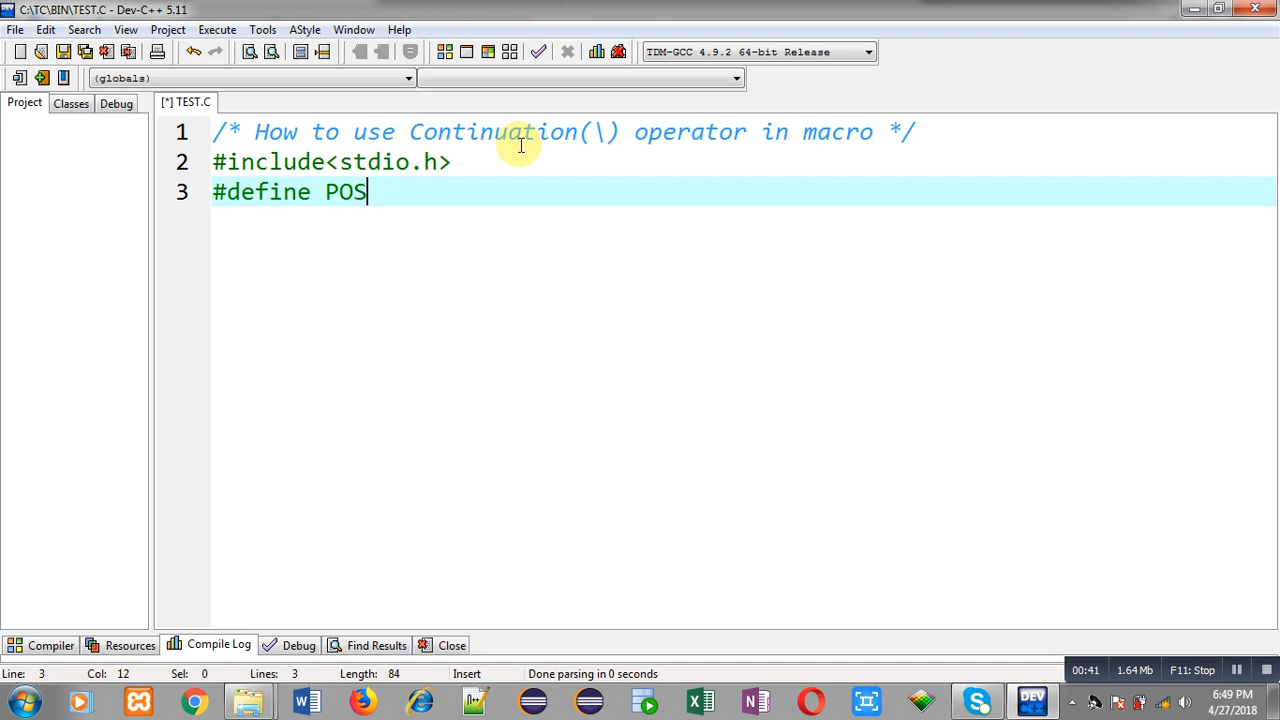 C:\TC\BIN\TEST.C - Dev-C++ 5.11
File Edit Search View Project Execute Tools AStyle Window Help
TDM-GCC 4.9.2 64-bit Release
(globals)
Project Classes Debug [*] TEST.C
1 /* How to use Continuation(\) operator in macro */
2 #include<stdio.h>
3 #define POS
Compiler Resources Compile Log Debug Find Results Close
Line: 3 Col: 12 Sel: 0 Lines: 3 Length: 84 Insert Done parsing in 0 seconds
00:41 1.64 Mb F11: Stop
DEV
6:49 PM
4/27/2018